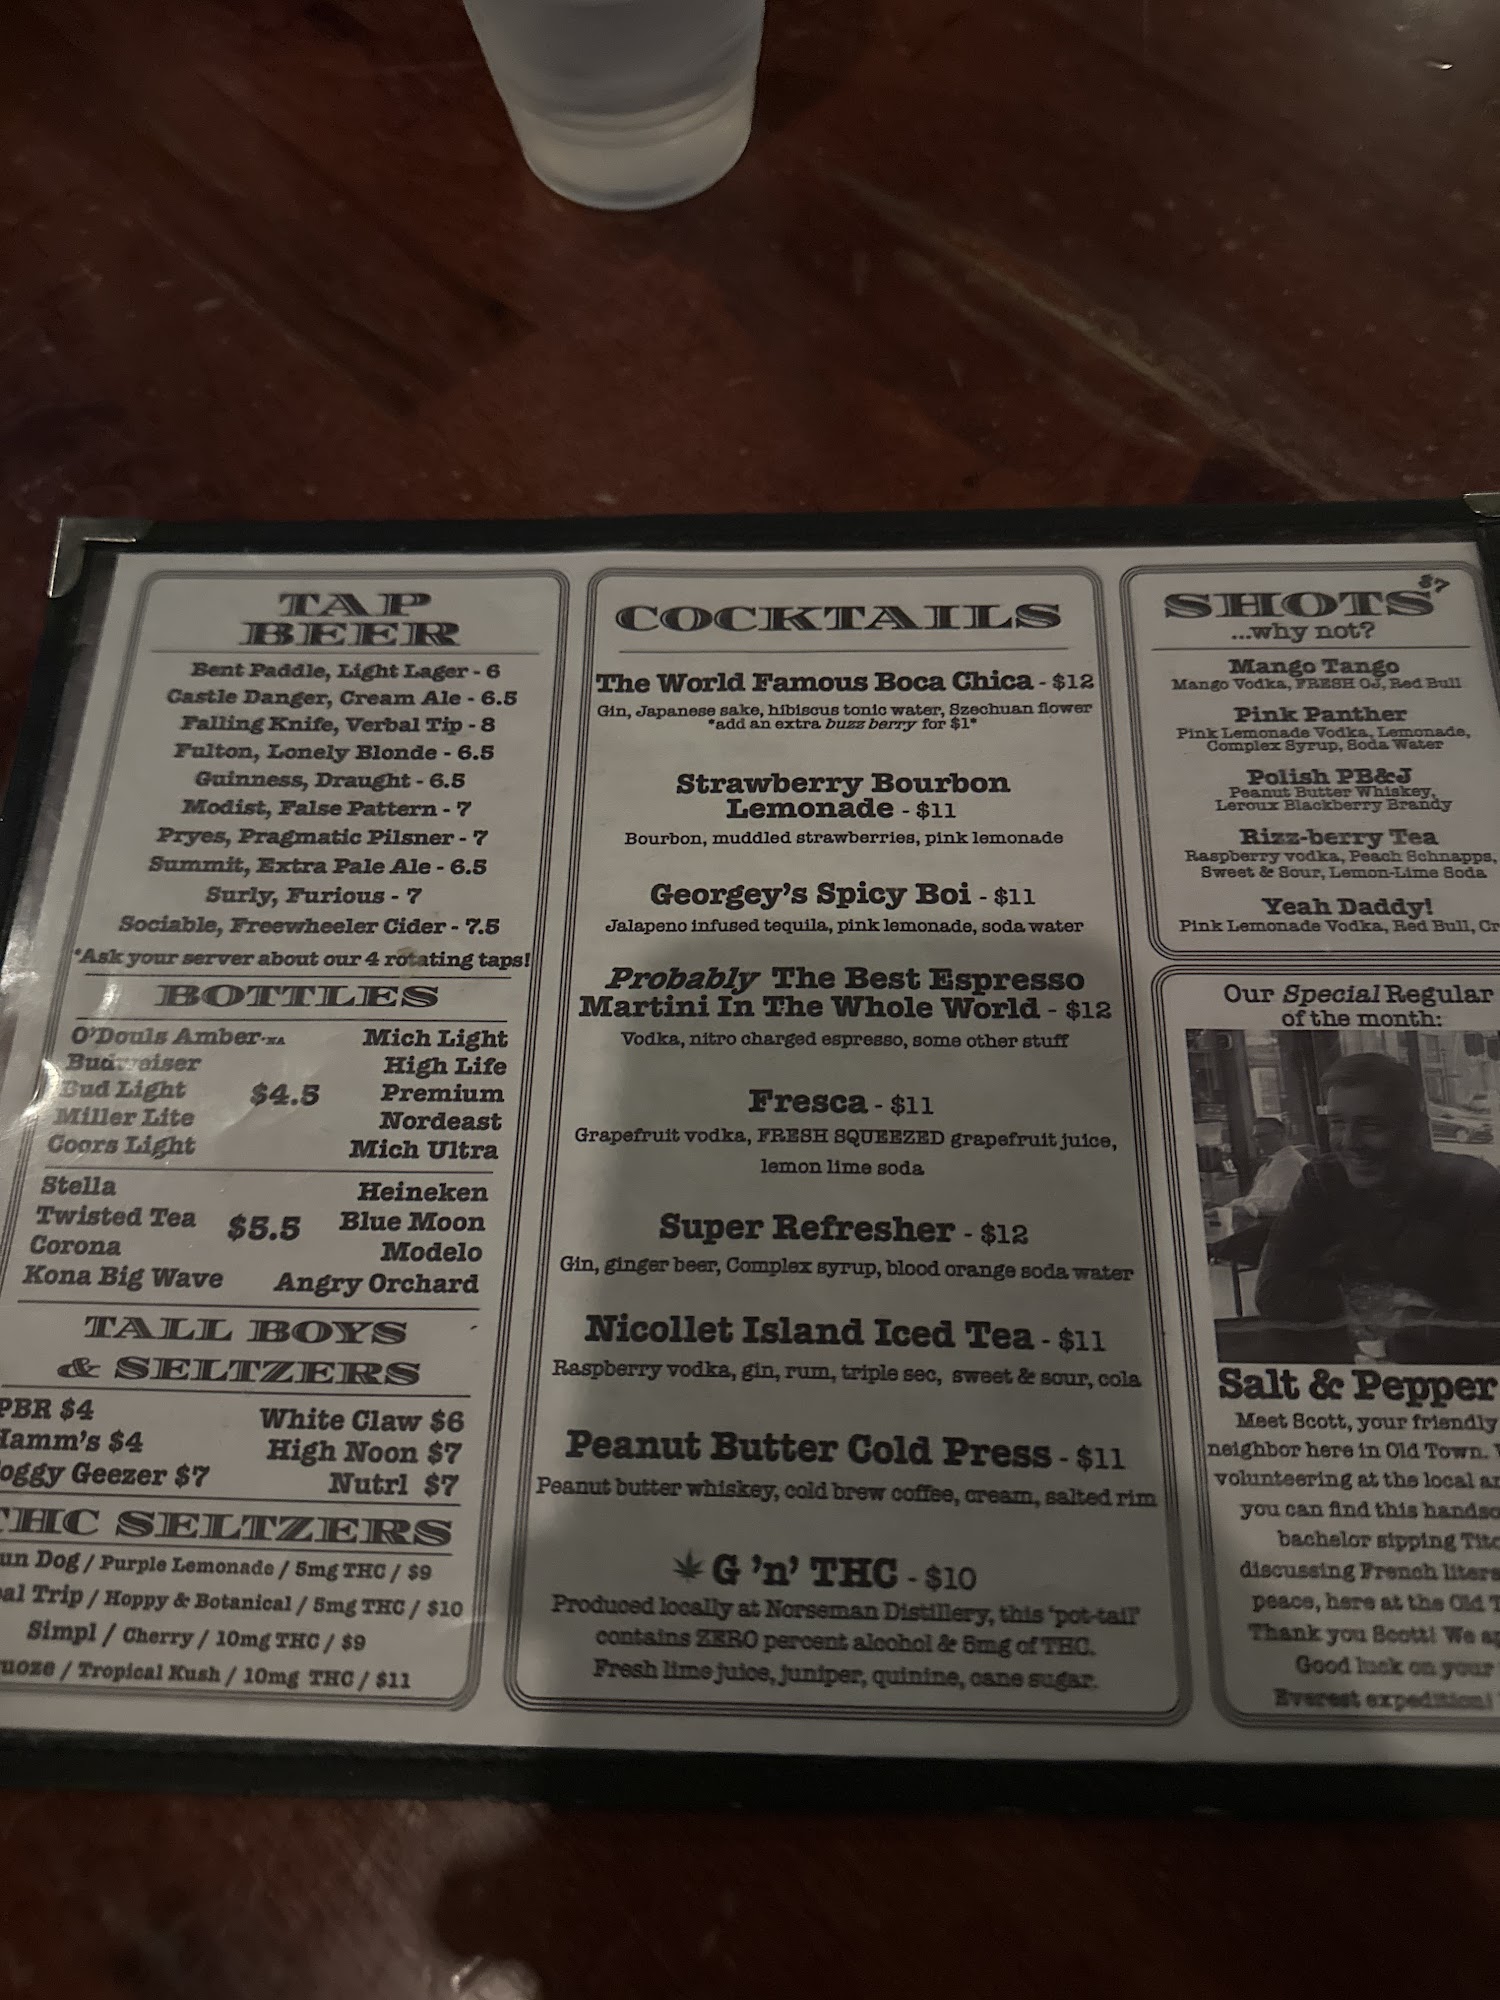 TAP
BEER
Bent Paddle, Light Lager - 6
Castle Danger, Cream Ale - 6.5
Falling Knife, Verbal Tip - 8
Fulton, Lonely Blonde - 6.5
Guinness, Draught - 6.5
Modist, False Pattern - 7
Pryes, Pragmatic Pilsner - 7
Summit, Extra Pale Ale - 6.5
Surly, Furious - 7
Sociable, Freewheeler Cider - 7.5
*Ask your server about our 4 rotating taps!
BOTTLES
O'Douls Amber-NA Mich Light
Budweiser High Life
Bud Light $4.5 Premium
Miller Lite Nordeast
Coors Light Mich Ultra
Stella Heineken
Twisted Tea $5.5 Blue Moon
Corona Modelo
Kona Big Wave Angry Orchard
TALL BOYS
& SELTZERS
PBR $4 White Claw $6
Hamm's $4 High Noon $7
oggy Geezer $7 Nutrl $7
THC SELTZERS
un Dog / Purple Lemonade / 5mg THC / $9
al Trip / Hoppy & Botanical / 5mg THC / $10
Simpl / Cherry / 10mg THC / $9
uoze / Tropical Kush / 10mg THC / $11
COCKTAILS
The World Famous Boca Chica - $12
Gin, Japanese sake, hibiscus tonic water, Szechuan flower
*add an extra buzz berry for $1*
Strawberry Bourbon
Lemonade - $11
Bourbon, muddled strawberries, pink lemonade
Georgey's Spicy Boi - $11
Jalapeno infused tequila, pink lemonade, soda water
Probably The Best Espresso
Martini In The Whole World - $12
Vodka, nitro charged espresso, some other stuff
Fresca - $11
Grapefruit vodka, FRESH SQUEEZED grapefruit juice,
lemon lime soda
Super Refresher - $12
Gin, ginger beer, Complex syrup, blood orange soda water
Nicollet Island Iced Tea - $11
Raspberry vodka, gin, rum, triple sec, sweet & sour, cola
Peanut Butter Cold Press - $11
Peanut butter whiskey, cold brew coffee, cream, salted rim
G 'n' THC - $10
Produced locally at Norseman Distillery, this 'pot-tail'
contains ZERO percent alcohol & 5mg of THC.
Fresh lime juice, juniper, quinine, cane sugar.
SHOTS $7
...why not?
Mango Tango
Mango Vodka, FRESH OJ, Red Bull
Pink Panther
Pink Lemonade Vodka, Lemonade,
Complex Syrup, Soda Water
Polish PB&J
Peanut Butter Whiskey,
Leroux Blackberry Brandy
Rizz-berry Tea
Raspberry vodka, Peach Schnapps,
Sweet & Sour, Lemon-Lime Soda
Yeah Daddy!
Pink Lemonade Vodka, Red Bull, Cr
Our Special Regular
of the month:
Salt & Pepper
Meet Scott, your friendly
neighbor here in Old Town.
volunteering at the local an
you can find this handso
bachelor sipping Tito
discussing French litera
peace, here at the Old T
Thank you Scott! We ap
Good luck on your
Everest expedition!